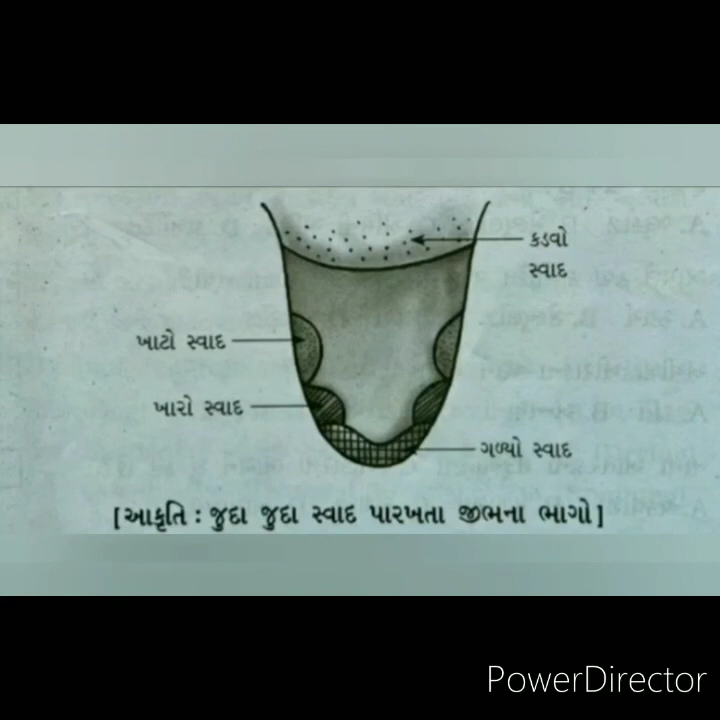 કડવો
સ્વાદ
ખાટો સ્વાદ
ખારો સ્વાદ
ગળ્યો સ્વાદ
[આકૃતિ : જુદા જુદા સ્વાદ પારખતા જીભના ભાગો]
PowerDirector